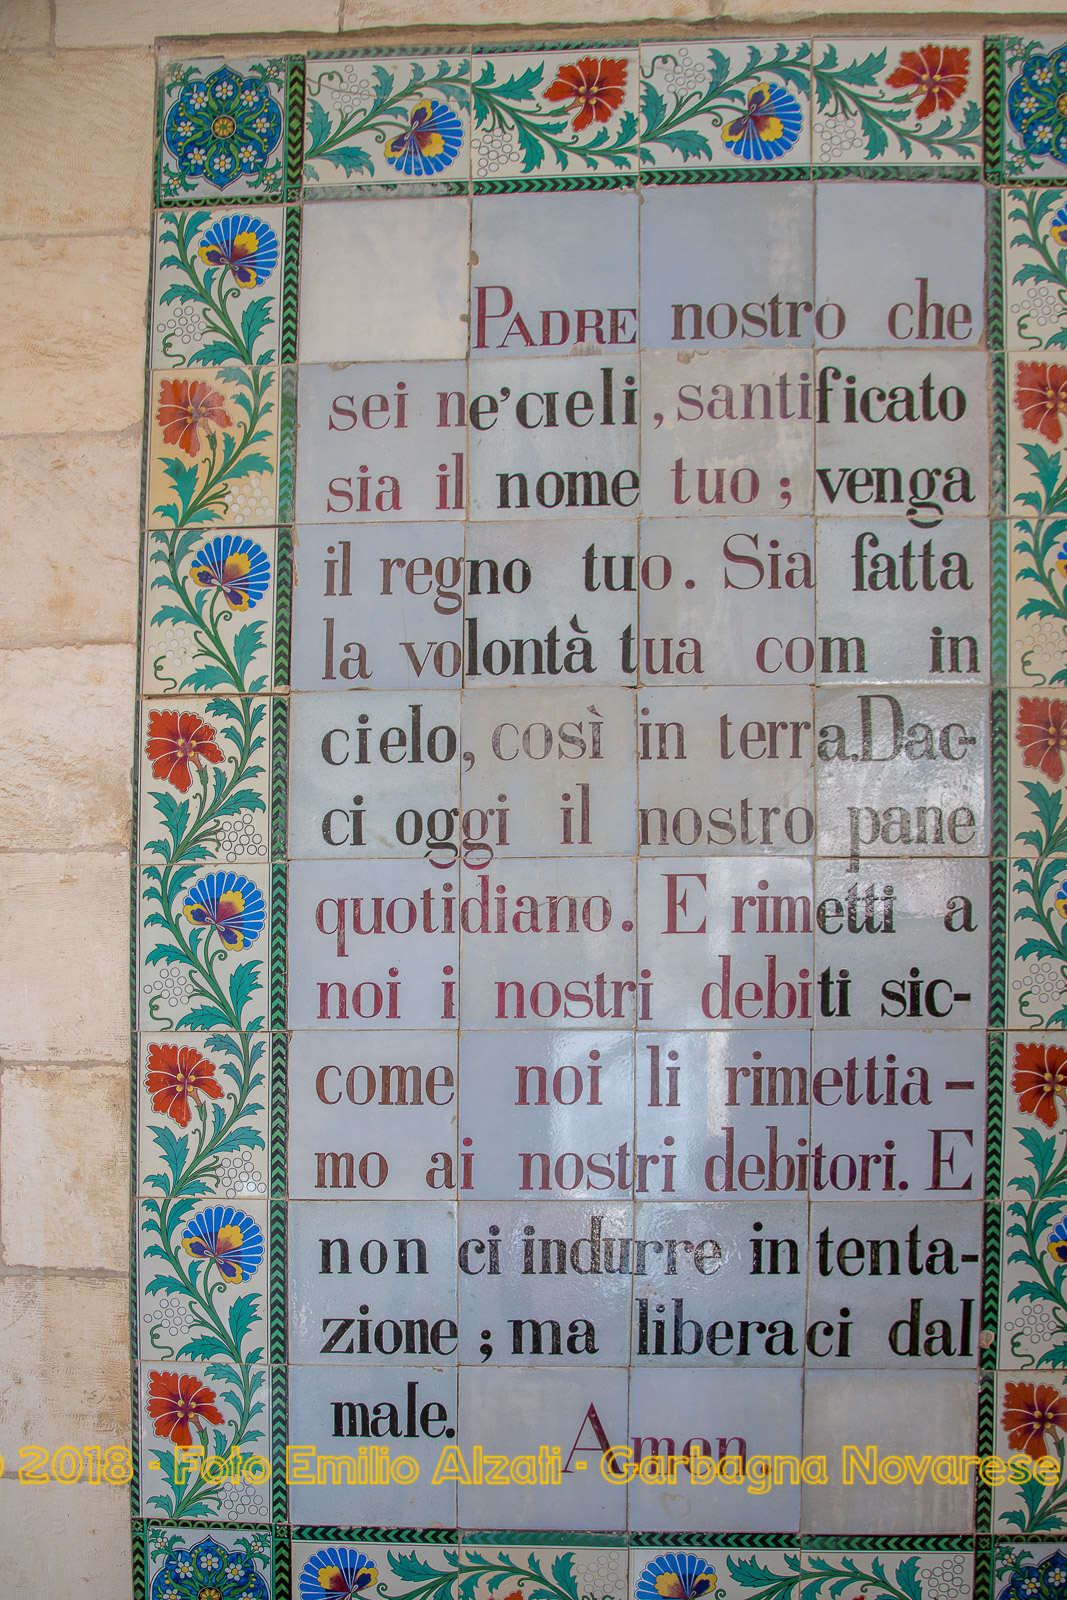 PADRE nostro che
sei ne'cieli, santificato
sia il nome tuo; venga
il regno tuo. Sia fatta
la volontà tua com in
cielo, così in terra. Dac-
ci oggi il nostro pane
quotidiano. E rimetti a
noi i nostri debiti sic-
come noi li rimettia-
mo ai nostri debitori. E
non ci indurre in tenta-
zione; ma liberaci dal
male.
Amen.
© 2018 - Foto Emilio Alzati - Garbagna Novarese